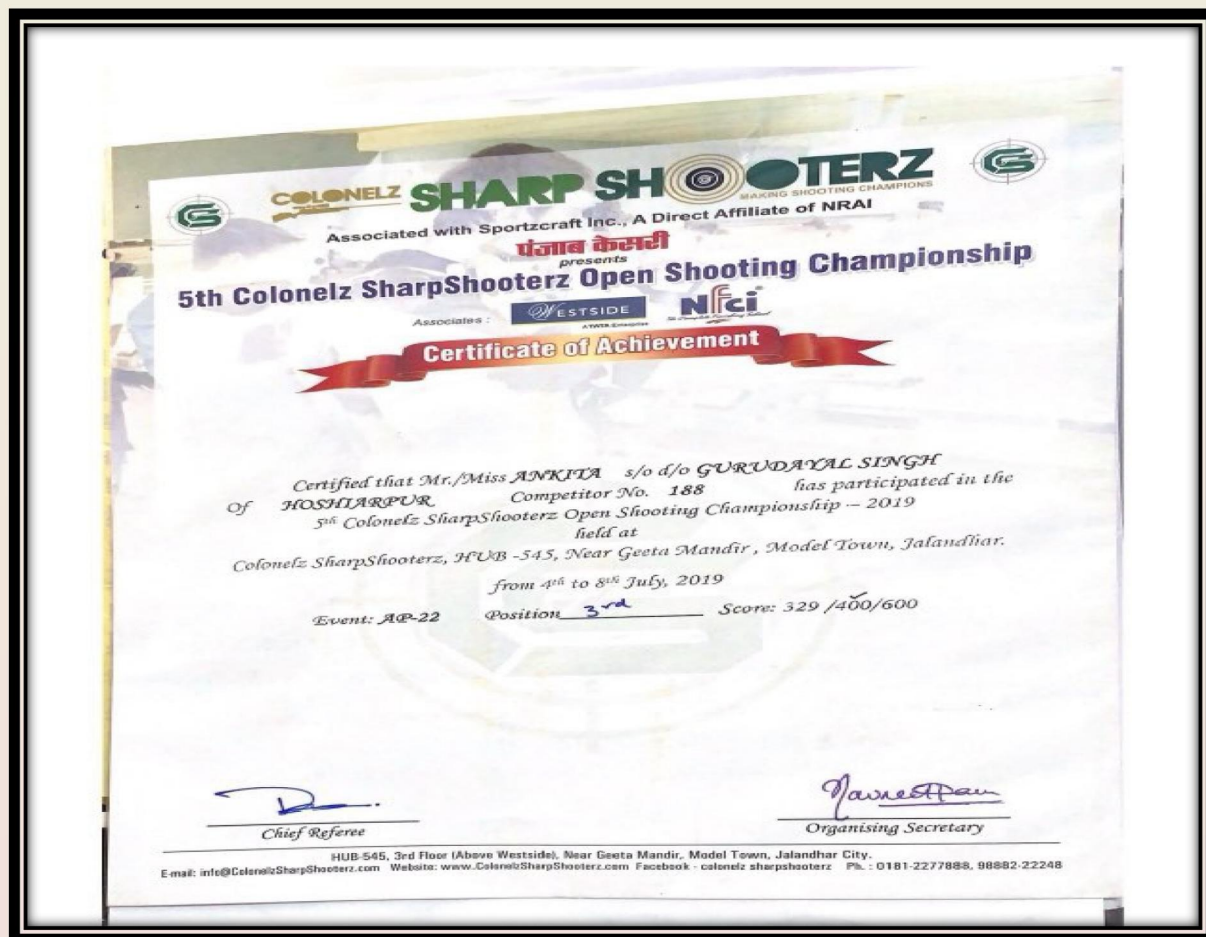 COLONELZ SHARP SHOOTERZ
MAKING SHOOTING CHAMPIONS
Associated with Sportzcraft Inc., A Direct Affiliate of NRAI
पंजाब केसरी
presents
5th Colonelz SharpShooterz Open Shooting Championship
Associates : WESTSIDE Nfci
A TATA Enterprise
Certificate of Achievement
Certified that Mr./Miss ANKITA s/o d/o GURUDAYAL SINGH
Of HOSHIARPUR Competitor No. 188 has participated in the
5th Colonelz SharpShooterz Open Shooting Championship – 2019
held at
Colonelz SharpShooterz, HUB -545, Near Geeta Mandir , Model Town, Jalandhar.
from 4th to 8th July, 2019
Event: AP-22 Position 3rd Score: 329 /400/600
Navneet
Chief Referee Organising Secretary
HUB-545, 3rd Floor (Above Westside), Near Geeta Mandir, Model Town, Jalandhar City.
E-mail: info@ColonelzSharpShooterz.com Website: www.ColonelzSharpShooterz.com Facebook - colonelz sharpshooterz Ph. : 0181-2277888, 98882-22248